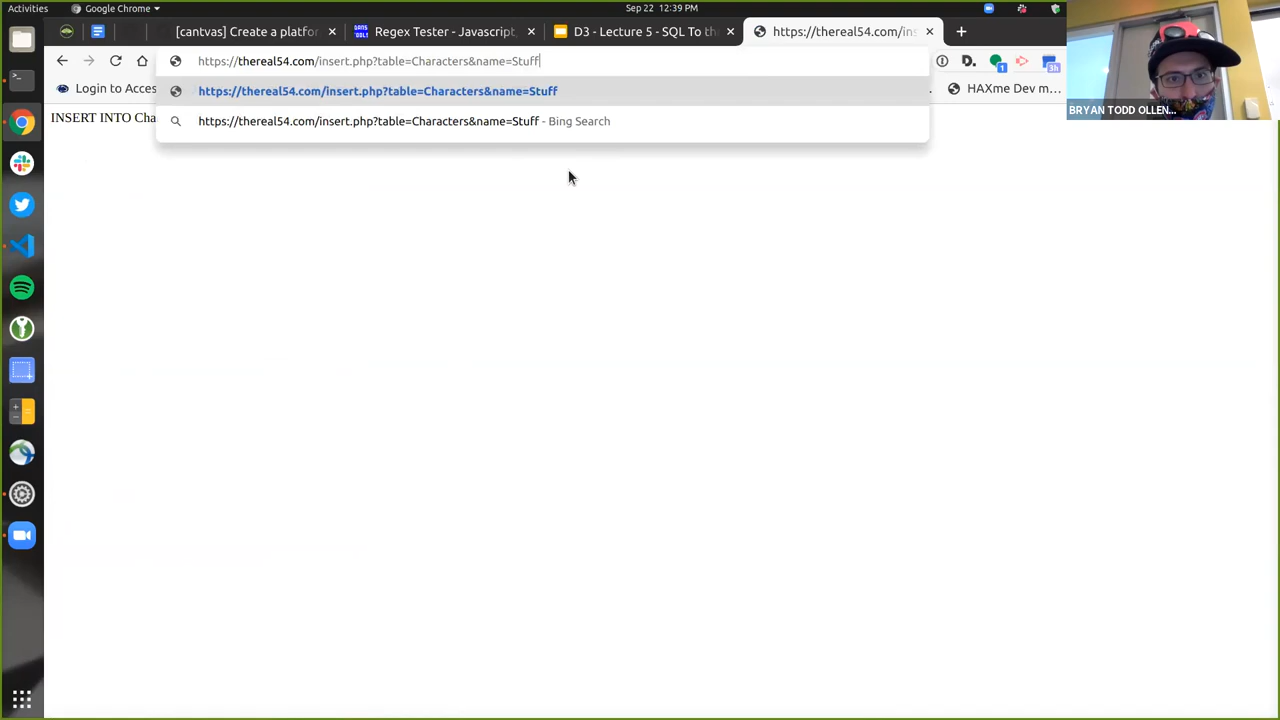 Activities
Google Chrome
Sep 22 12:39 PM
[cantvas] Create a platfor
Regex Tester - Javascript,
D3 - Lecture 5 - SQL To th
https://thereal54.com/ins
https://thereal54.com/insert.php?table=Characters&name=Stuff
1
3h
Login to Acces
https://thereal54.com/insert.php?table=Characters&name=Stuff
HAXme Dev m...
BRYAN TODD OLLEN...
INSERT INTO Cha
https://thereal54.com/insert.php?table=Characters&name=Stuff - Bing Search